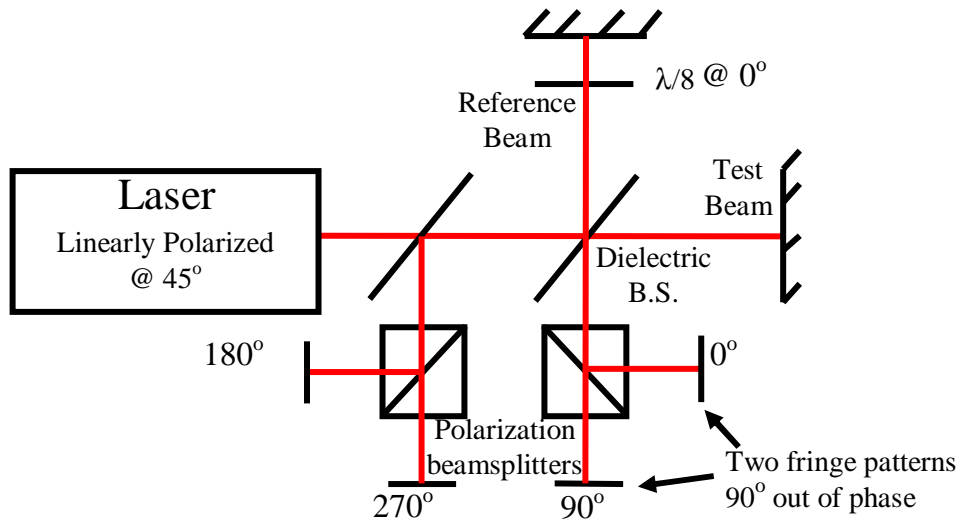 λ/8 @ 0°
Reference
Beam
Laser
Linearly Polarized
@ 45°
Test
Beam
Dielectric
B.S.
180°
0°
Polarization
beamsplitters
270°
90°
Two fringe patterns
90° out of phase